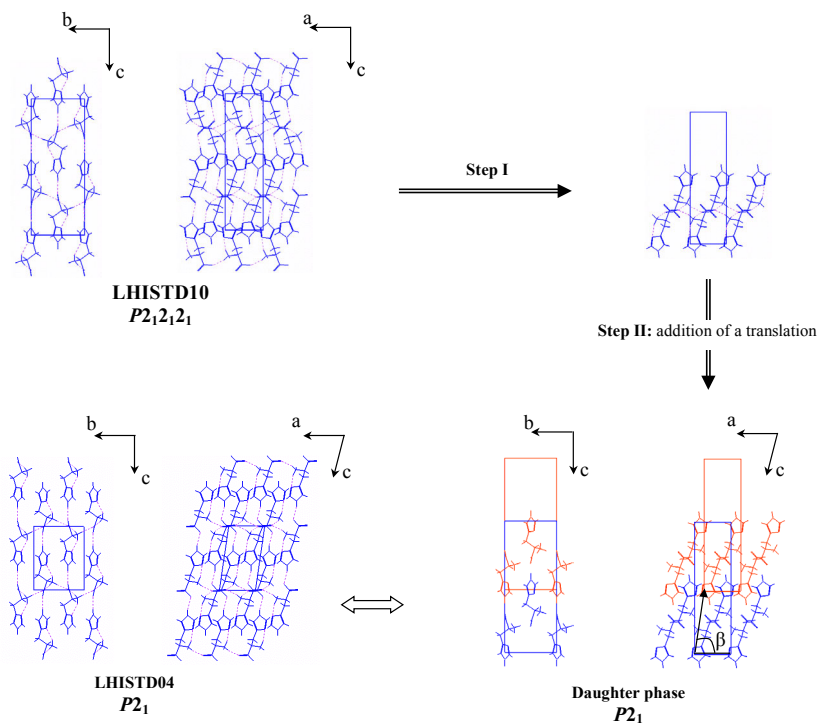 b
c
a
c
Step I
LHISTD10
P2₁2₁2₁
Step II: addition of a translation
b
c
a
c
b
c
a
c
β
LHISTD04
P2₁
Daughter phase
P2₁